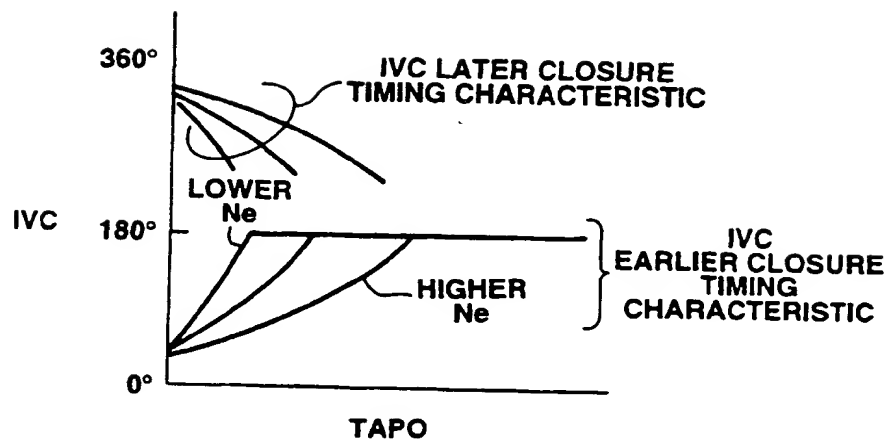 360°
IVC LATER CLOSURE
TIMING CHARACTERISTIC
LOWER
Ne
IVC
180°
IVC
EARLIER CLOSURE
TIMING
CHARACTERISTIC
HIGHER
Ne
0°
TAPO